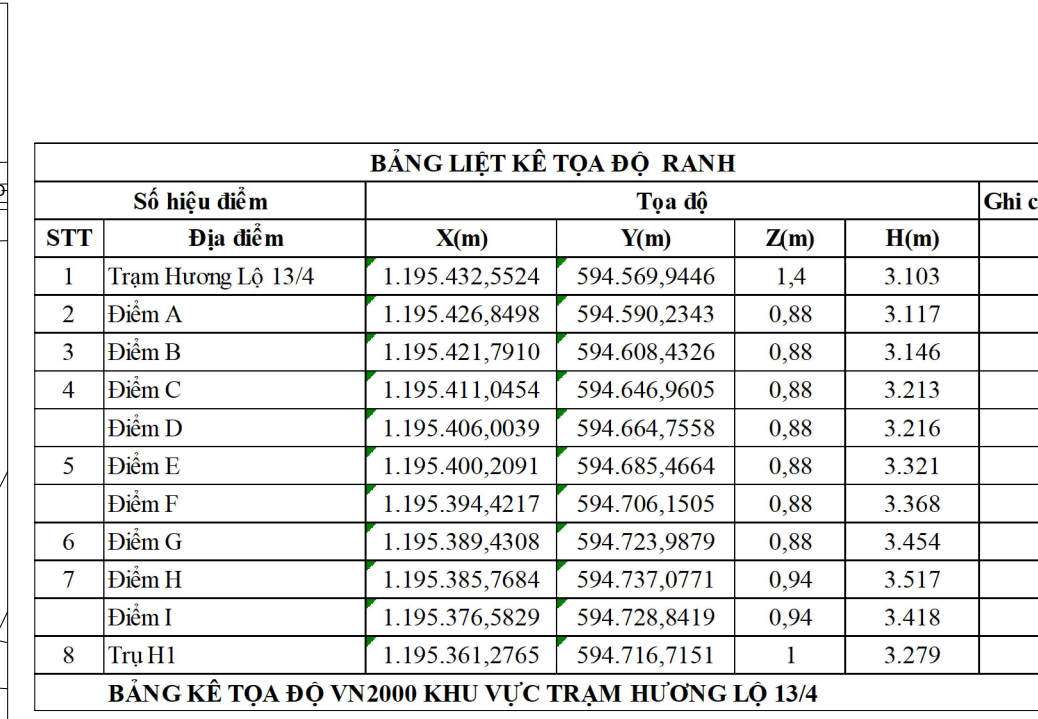 BẢNG LIỆT KÊ TỌA ĐỘ RANH
Số hiệu điểm Tọa độ Ghi c
STT Địa điểm X(m) Y(m) Z(m) H(m)
1 Trạm Hương Lộ 13/4 1.195.432,5524 594.569,9446 1,4 3.103
2 Điểm A 1.195.426,8498 594.590,2343 0,88 3.117
3 Điểm B 1.195.421,7910 594.608,4326 0,88 3.146
4 Điểm C 1.195.411,0454 594.646,9605 0,88 3.213
Điểm D 1.195.406,0039 594.664,7558 0,88 3.216
5 Điểm E 1.195.400,2091 594.685,4664 0,88 3.321
Điểm F 1.195.394,4217 594.706,1505 0,88 3.368
6 Điểm G 1.195.389,4308 594.723,9879 0,88 3.454
7 Điểm H 1.195.385,7684 594.737,0771 0,94 3.517
Điểm I 1.195.376,5829 594.728,8419 0,94 3.418
8 Trụ H1 1.195.361,2765 594.716,7151 1 3.279
BẢNG KÊ TỌA ĐỘ VN2000 KHU VỰC TRẠM HƯƠNG LỘ 13/4